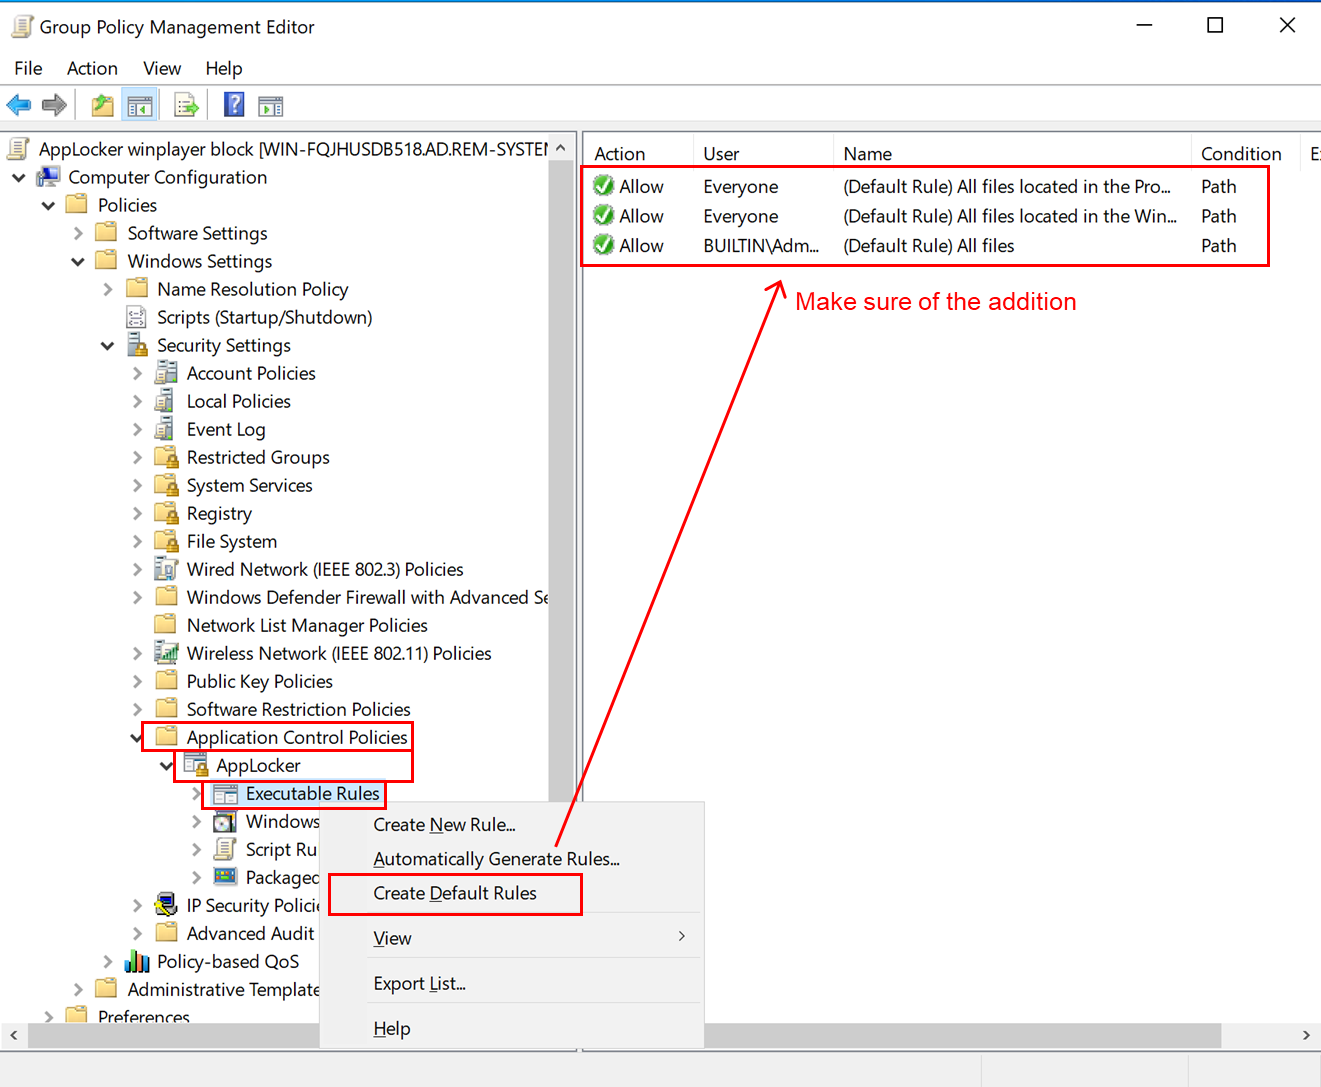 Group Policy Management Editor
File Action View Help
AppLocker winplayer block [WIN-FQJHUSDB518.AD.REM-SYSTEM
Computer Configuration
Policies
Software Settings
Windows Settings
Name Resolution Policy
Scripts (Startup/Shutdown)
Security Settings
Account Policies
Local Policies
Event Log
Restricted Groups
System Services
Registry
File System
Wired Network (IEEE 802.3) Policies
Windows Defender Firewall with Advanced Se
Network List Manager Policies
Wireless Network (IEEE 802.11) Policies
Public Key Policies
Software Restriction Policies
Application Control Policies
AppLocker
Executable Rules
Windows
Script Ru
Packaged
IP Security Policie
Advanced Audit
Policy-based QoS
Administrative Template
Preferences
Create New Rule...
Automatically Generate Rules...
Create Default Rules
View
Export List...
Help
Action User Name Condition E
Allow Everyone (Default Rule) All files located in the Pro... Path
Allow Everyone (Default Rule) All files located in the Win... Path
Allow BUILTIN\Adm... (Default Rule) All files Path
Make sure of the addition